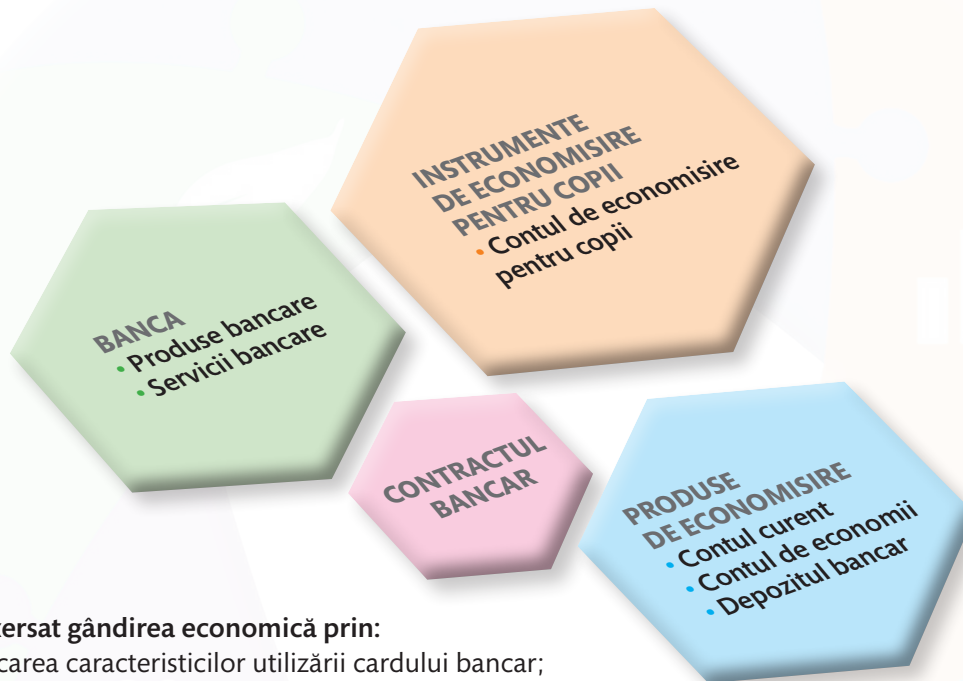 INSTRUMENTE
DE ECONOMISIRE
PENTRU COPII
• Contul de economisire
pentru copii
BANCA
• Produse bancare
• Servicii bancare
CONTRACTUL
BANCAR
PRODUSE
DE ECONOMISIRE
• Contul curent
• Contul de economii
• Depozitul bancar
ersat gândirea economică prin:
carea caracteristicilor utilizării cardului bancar;